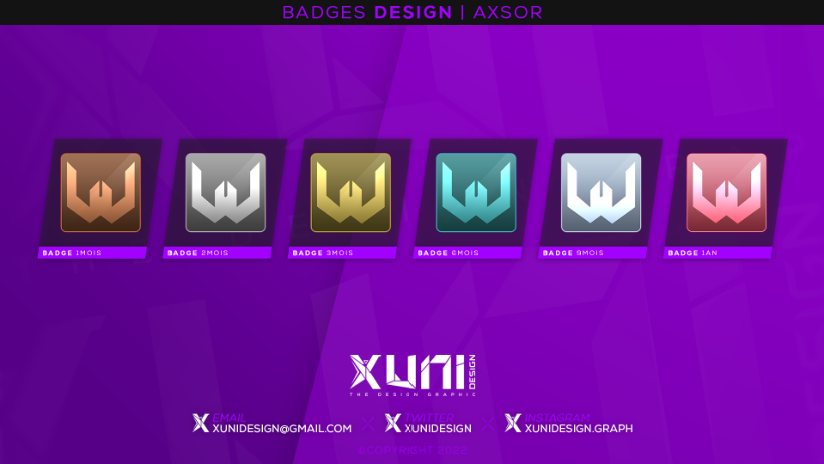 BADGES DESIGN | AXSOR
BADGE 1MOIS
BADGE 2MOIS
BADGE 3MOIS
BADGE 6MOIS
BADGE 9MOIS
BADGE 1AN
XUNI DESIGN
THE DESIGN GRAPHIC
EMAIL
XUNIDESIGN@GMAIL.COM
TWITTER
XUNIDESIGN
INSTAGRAM
XUNIDESIGN.GRAPH
©COPYRIGHT 2022